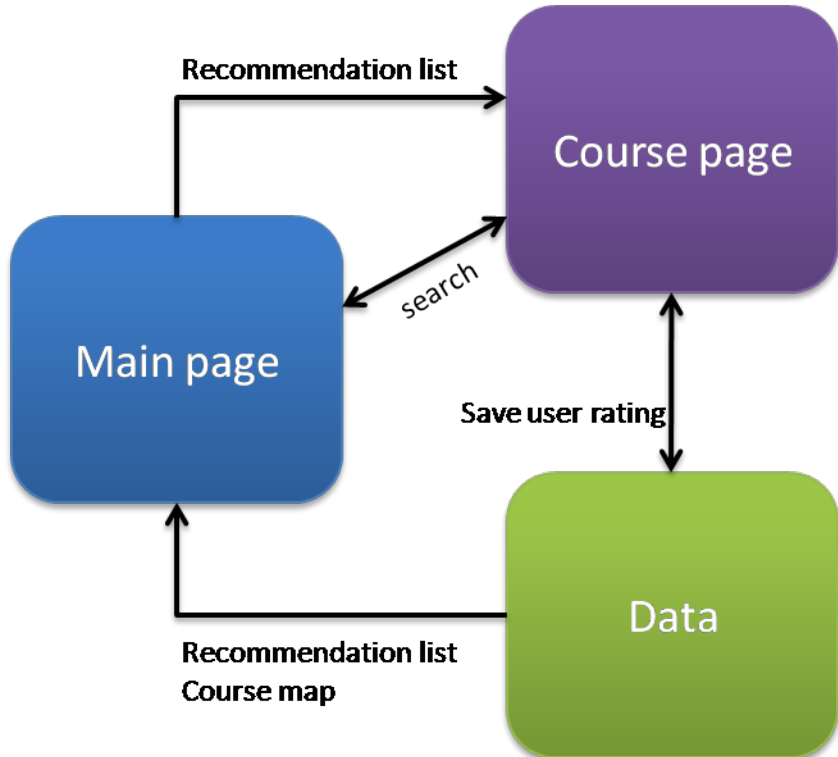 Recommendation list
Course page
search
Main page
Save user rating
Data
Recommendation list
Course map